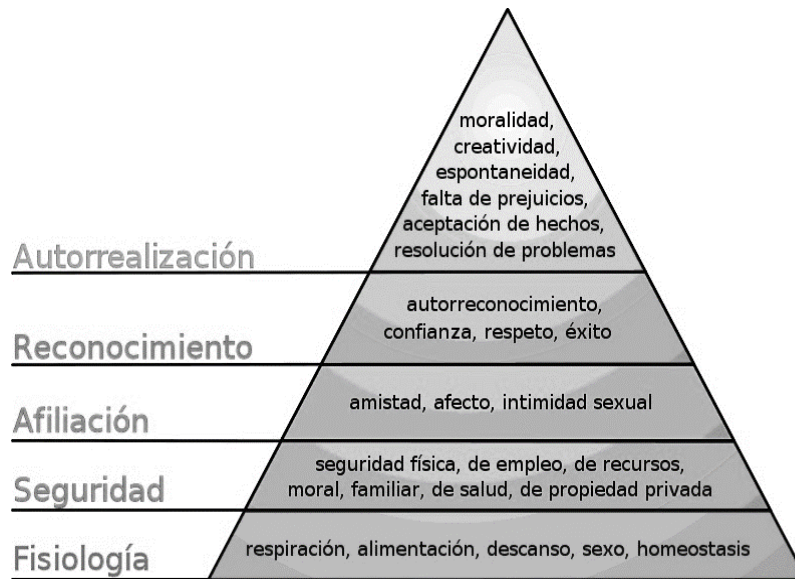 moralidad,
creatividad,
espontaneidad,
falta de prejuicios,
aceptación de hechos,
resolución de problemas
Autorrealización
autorreconocimiento,
confianza, respeto, éxito
Reconocimiento
amistad, afecto, intimidad sexual
Afiliación
seguridad física, de empleo, de recursos,
moral, familiar, de salud, de propiedad privada
Seguridad
respiración, alimentación, descanso, sexo, homeostasis
Fisiología